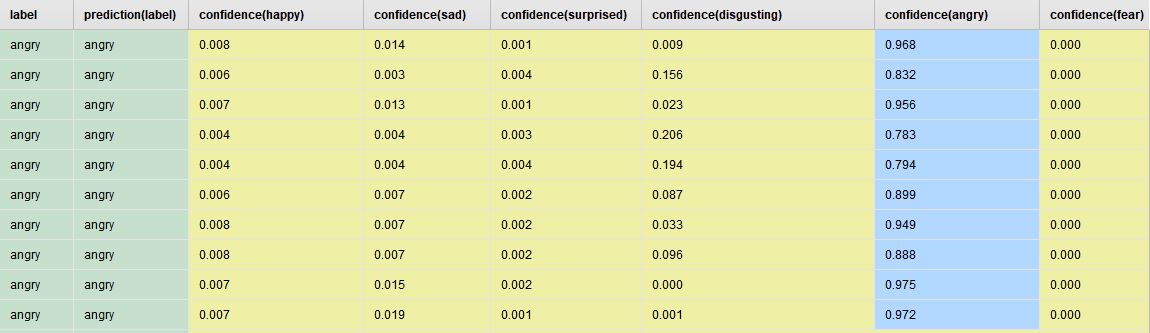 label prediction(label) confidence(happy) confidence(sad) confidence(surprised) confidence(disgusting) confidence(angry) confidence(fear)
angry angry 0.008 0.014 0.001 0.009 0.968 0.000
angry angry 0.006 0.003 0.004 0.156 0.832 0.000
angry angry 0.007 0.013 0.001 0.023 0.956 0.000
angry angry 0.004 0.004 0.003 0.206 0.783 0.000
angry angry 0.004 0.004 0.004 0.194 0.794 0.000
angry angry 0.006 0.007 0.002 0.087 0.899 0.000
angry angry 0.008 0.007 0.002 0.033 0.949 0.000
angry angry 0.008 0.007 0.002 0.096 0.888 0.000
angry angry 0.007 0.015 0.002 0.000 0.975 0.000
angry angry 0.007 0.019 0.001 0.001 0.972 0.000